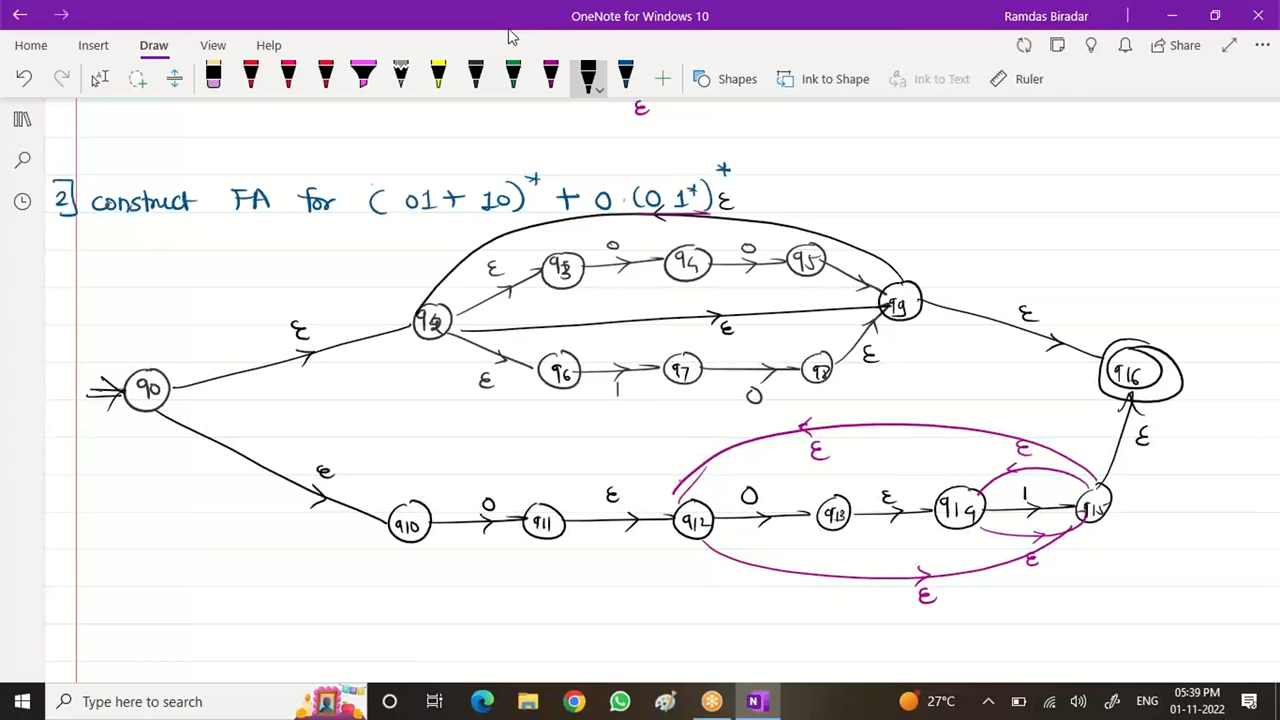 OneNote for Windows 10
Ramdas Biradar
Home Insert Draw View Help
Share
Shapes
Ink to Shape
Ink to Text
Ruler
ε
2] construct FA for (01+10)* + 0.(0 1*)*
ε
ε 0 0
q3 q4 q5
q2 q9
ε ε ε
ε q6 1 q7 0 q8 ε
q0 q16
ε ε ε
ε 0 ε 0 ε 1
q10 q11 q12 q13 q14 q15
ε
ε
Type here to search
27°C
ENG
05:39 PM
01-11-2022